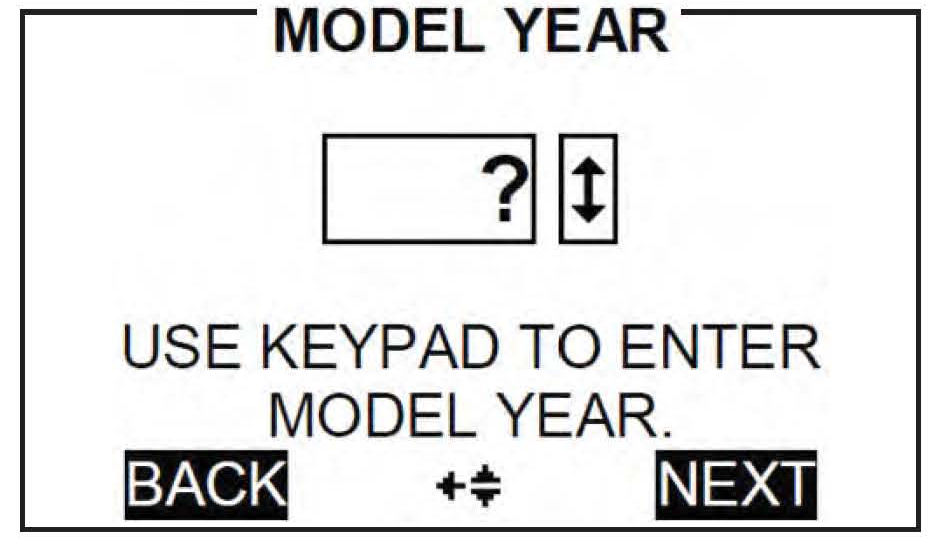 MODEL YEAR
?
USE KEYPAD TO ENTER
MODEL YEAR.
BACK NEXT